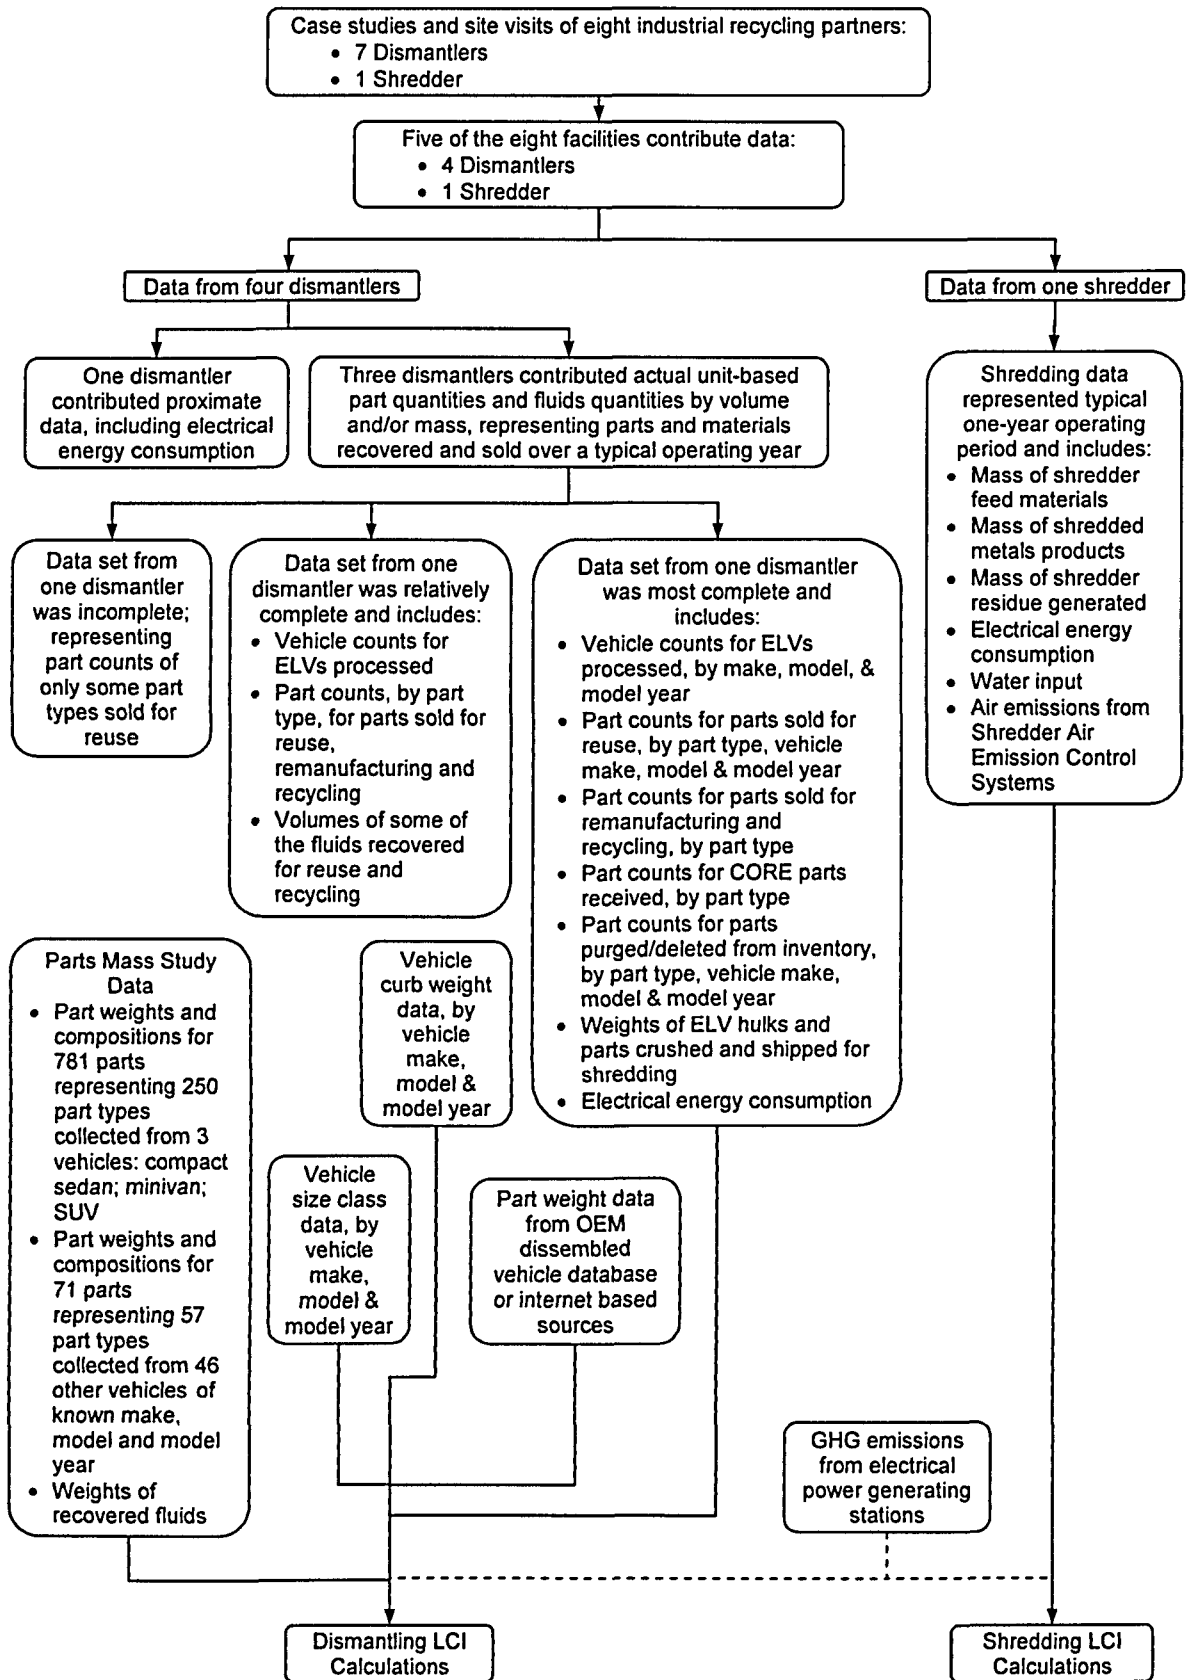 Case studies and site visits of eight industrial recycling partners:
• 7 Dismantlers
• 1 Shredder
Five of the eight facilities contribute data:
• 4 Dismantlers
• 1 Shredder
Data from four dismantlers
Data from one shredder
One dismantler
contributed proximate
data, including electrical
energy consumption
Three dismantlers contributed actual unit-based
part quantities and fluids quantities by volume
and/or mass, representing parts and materials
recovered and sold over a typical operating year
Shredding data
represented typical
one-year operating
period and includes:
• Mass of shredder
feed materials
• Mass of shredded
metals products
• Mass of shredder
residue generated
• Electrical energy
consumption
• Water input
• Air emissions from
Shredder Air
Emission Control
Systems
Data set from
one dismantler
was incomplete;
representing
part counts of
only some part
types sold for
reuse
Data set from one
dismantler was relatively
complete and includes:
• Vehicle counts for
ELVs processed
• Part counts, by part
type, for parts sold for
reuse,
remanufacturing and
recycling
• Volumes of some of
the fluids recovered
for reuse and
recycling
Data set from one dismantler
was most complete and
includes:
• Vehicle counts for ELVs
processed, by make, model, &
model year
• Part counts for parts sold for
reuse, by part type, vehicle
make, model & model year
• Part counts for parts sold for
remanufacturing and
recycling, by part type
• Part counts for CORE parts
received, by part type
• Part counts for parts
purged/deleted from inventory,
by part type, vehicle make,
model & model year
• Weights of ELV hulks and
parts crushed and shipped for
shredding
• Electrical energy consumption
Parts Mass Study
Data
• Part weights and
compositions for
781 parts
representing 250
part types
collected from 3
vehicles: compact
sedan; minivan;
SUV
• Part weights and
compositions for
71 parts
representing 57
part types
collected from 46
other vehicles of
known make,
model and model
year
• Weights of
recovered fluids
Vehicle
curb weight
data, by
vehicle
make,
model &
model year
Vehicle
size class
data, by
vehicle
make,
model &
model year
Part weight data
from OEM
dissembled
vehicle database
or internet based
sources
GHG emissions
from electrical
power generating
stations
Dismantling LCI
Calculations
Shredding LCI
Calculations